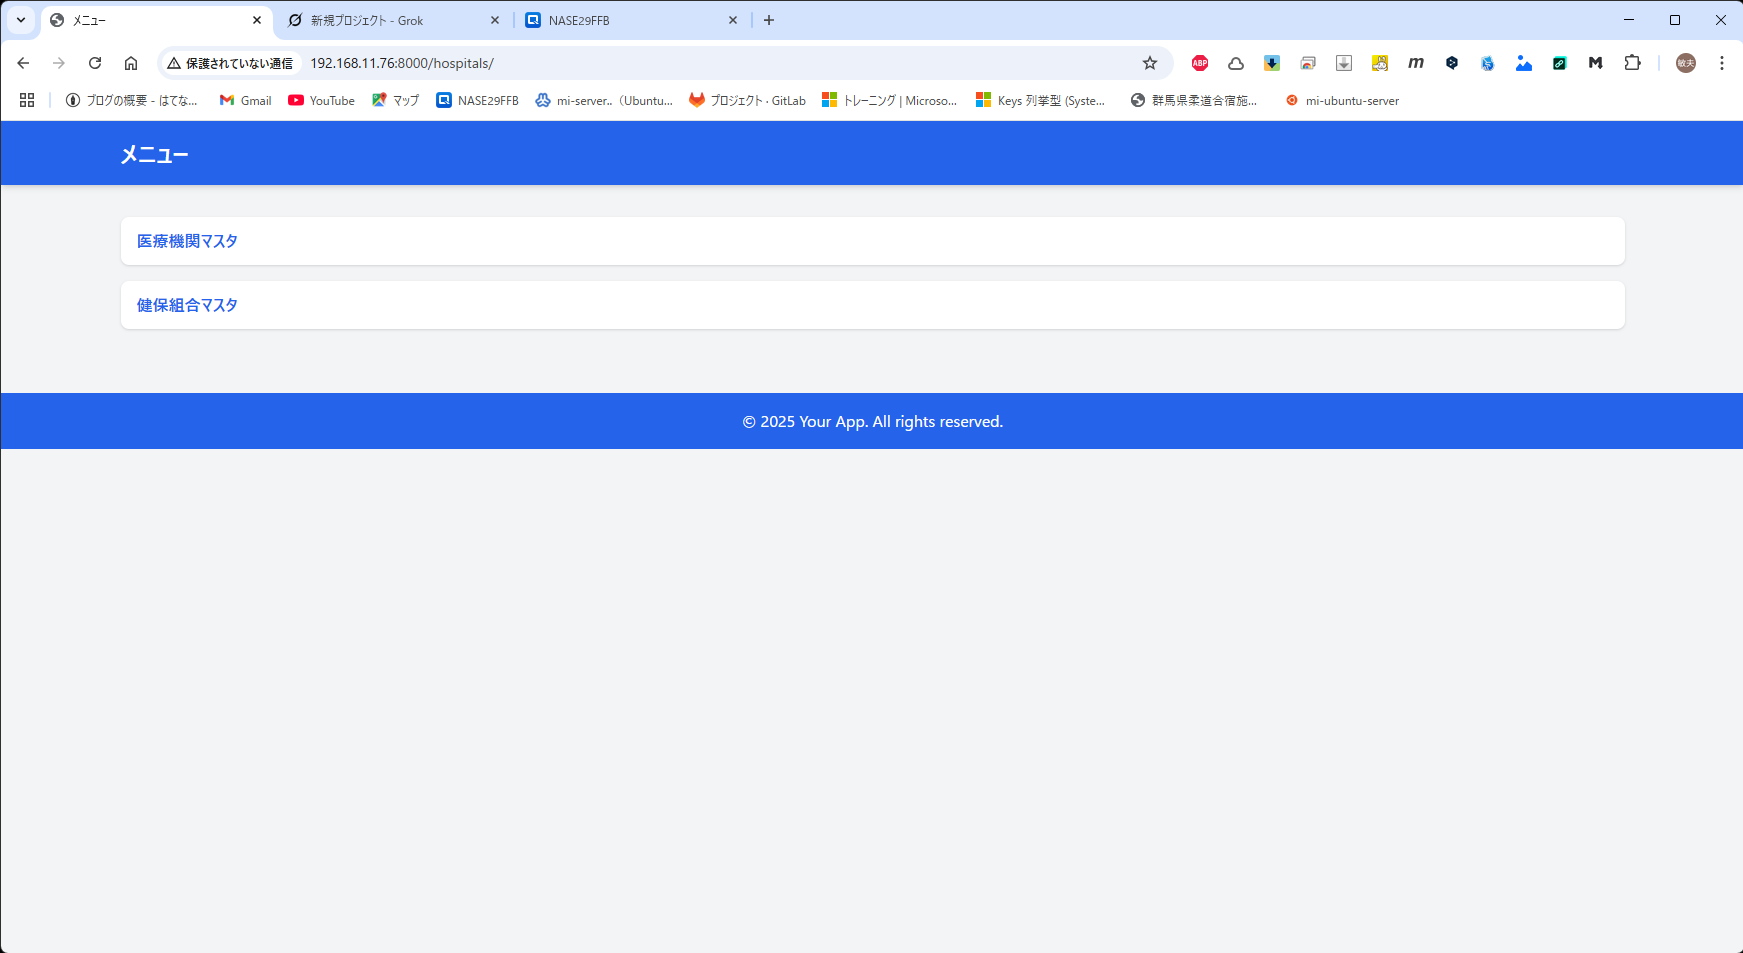 メニュー
新規プロジェクト - Grok
NASE29FFB
保護されていない通信
192.168.11.76:8000/hospitals/
ABP
m
M
敏夫
ブログの概要 - はてな...
Gmail
YouTube
マップ
NASE29FFB
mi-server..（Ubuntu...
プロジェクト · GitLab
トレーニング | Microso...
Keys 列挙型 (Syste...
群馬県柔道合宿施...
mi-ubuntu-server
メニュー
医療機関マスタ
健保組合マスタ
© 2025 Your App. All rights reserved.